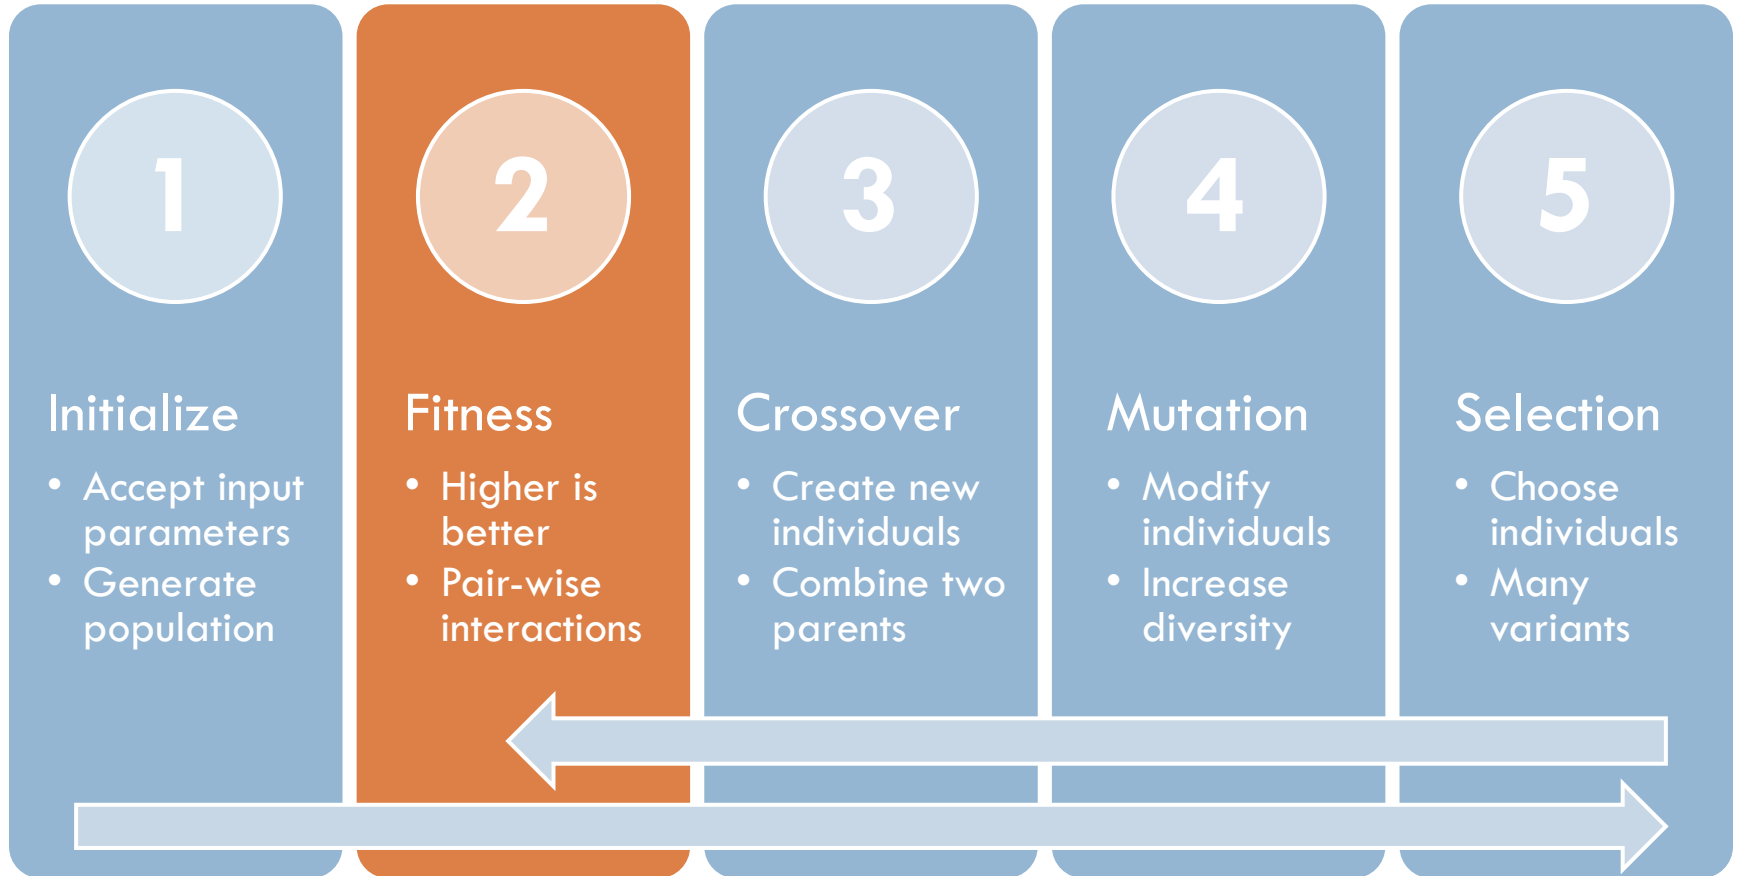 1
Initialize
• Accept input
parameters
• Generate
population
2
Fitness
• Higher is
better
• Pair-wise
interactions
3
Crossover
• Create new
individuals
• Combine two
parents
4
Mutation
• Modify
individuals
• Increase
diversity
5
Selection
• Choose
individuals
• Many
variants